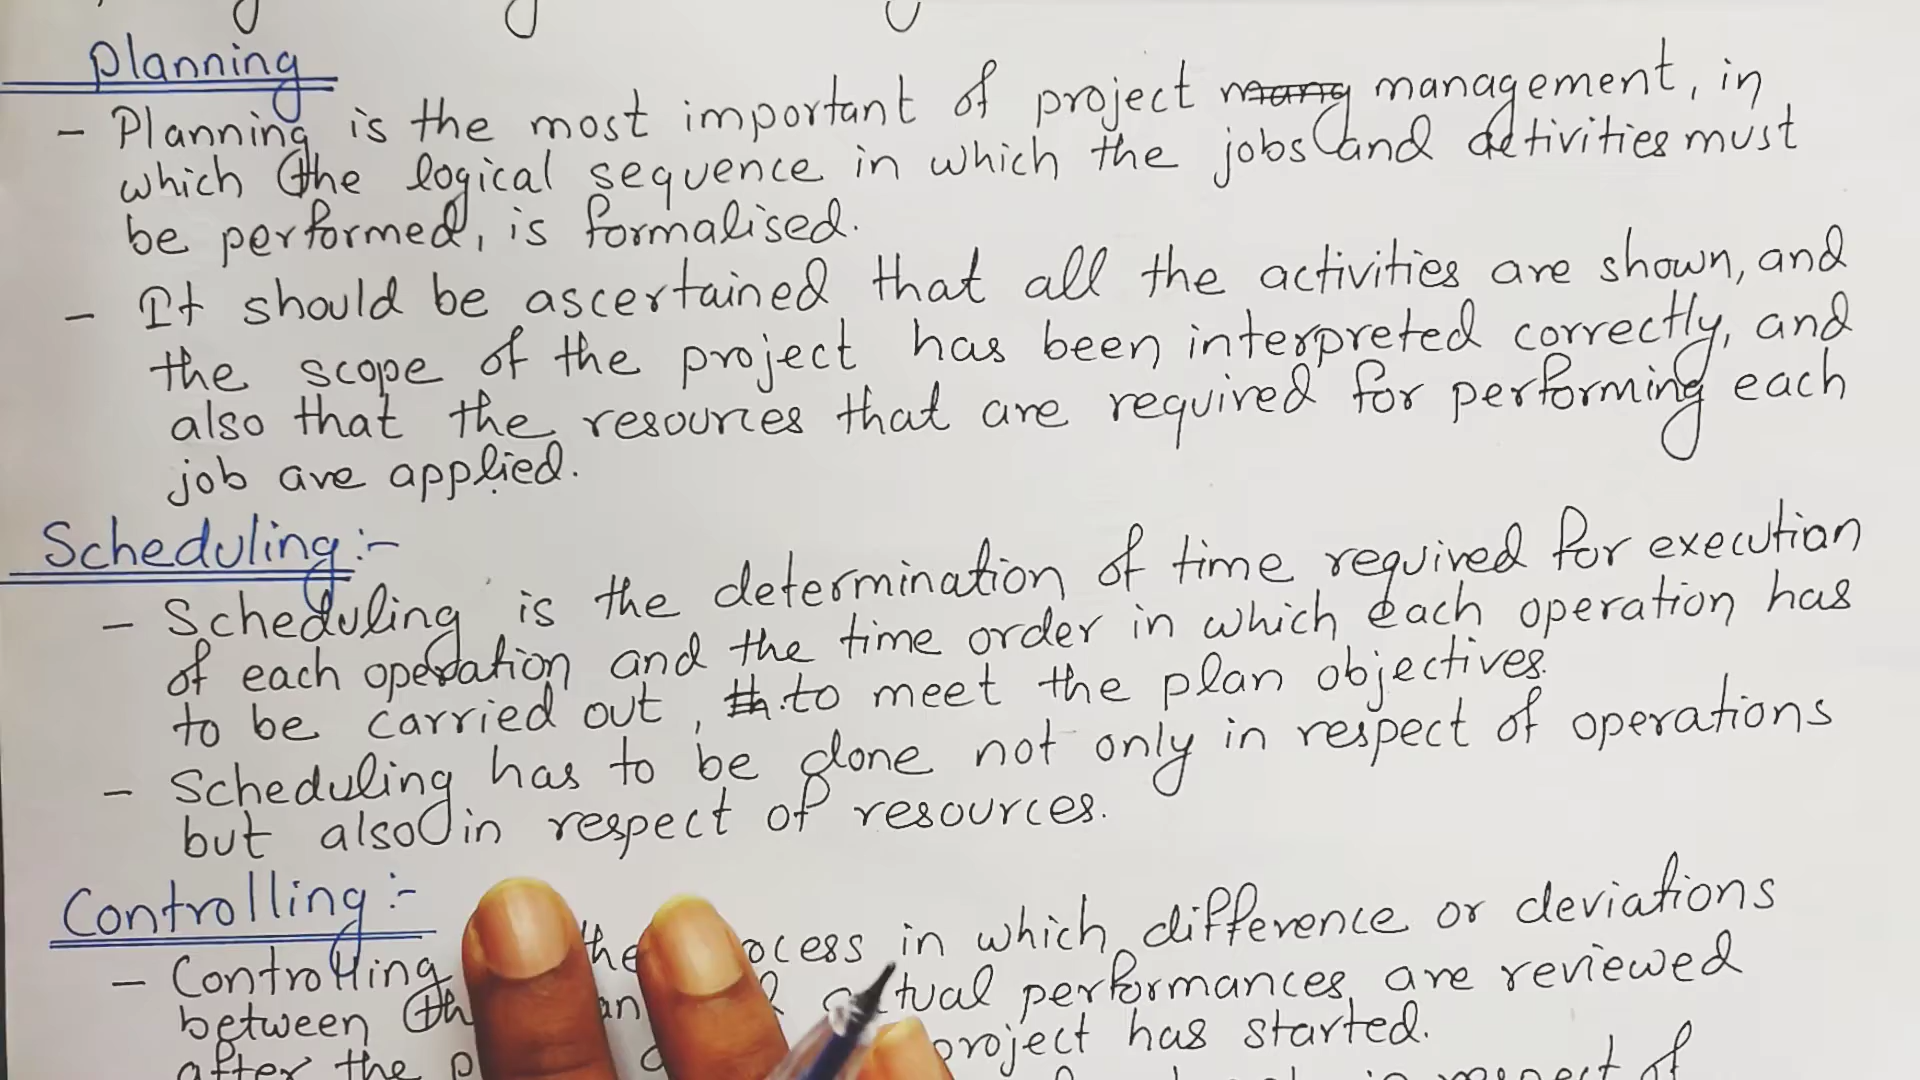 Planning
- Planning is the most important of project management, in
which the logical sequence in which the jobs and activities must
be performed, is formalised.
- It should be ascertained that all the activities are shown, and
the scope of the project has been interpreted correctly, and
also that the resources that are required for performing each
job are applied.
Scheduling :-
- Scheduling is the determination of time required for execution
of each operation and the time order in which each operation has
to be carried out, to meet the plan objectives.
- Scheduling has to be done not only in respect of operations
but also in respect of resources.
Controlling :-
- Controlling the in which difference or deviations
between performances are reviewed
after the project has started.